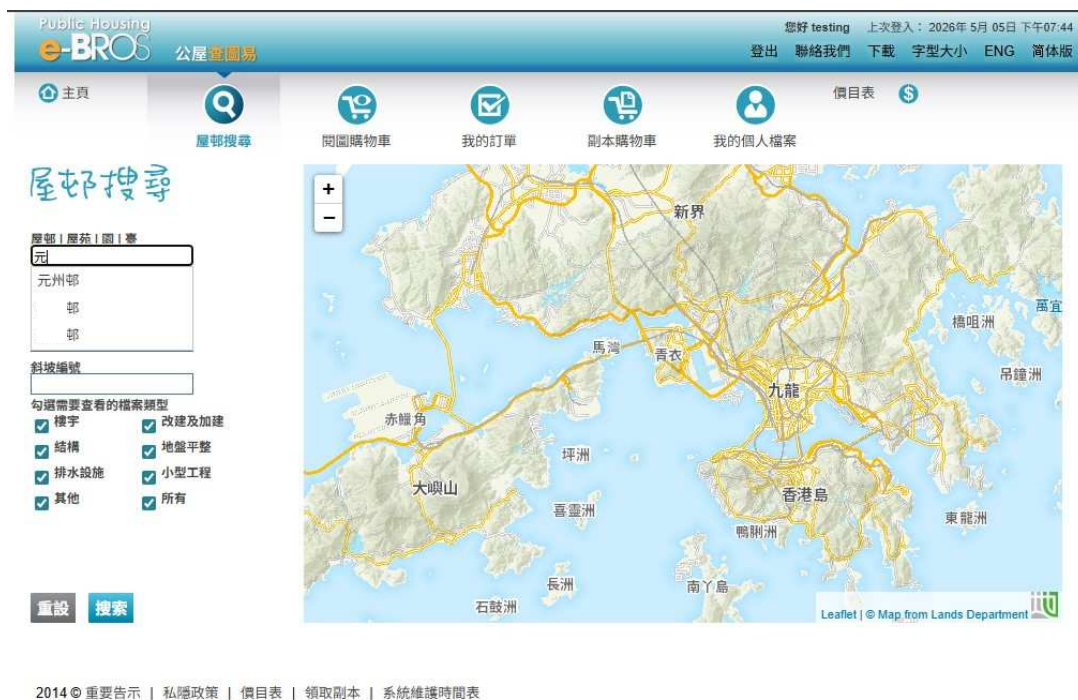 Public Housing
e-BROS 公屋查圖易
您好 testing 上次登入： 2026年 5月 05日 下午07:44
登出 聯絡我們 下載 字型大小 ENG 简体版
主頁
屋邨搜尋
閱圖購物車
我的訂單
副本購物車
我的個人檔案
價目表
$
屋邨搜尋
屋邨 | 屋苑 | 園 | 臺
元
元州邨
邨
邨
斜坡編號
勾選需要查看的檔案類型
樓宇 改建及加建
結構 地盤平整
排水設施 小型工程
其他 所有
重設 搜索
+
−
新界
萬宜
橋咀洲
馬灣
青衣
吊鐘洲
九龍
赤鱲角
坪洲
大嶼山
香港島
喜靈洲
東龍洲
鴨脷洲
長洲
南丫島
石鼓洲
Leaflet | © Map from Lands Department
2014 © 重要告示 | 私隱政策 | 價目表 | 領取副本 | 系統維護時間表